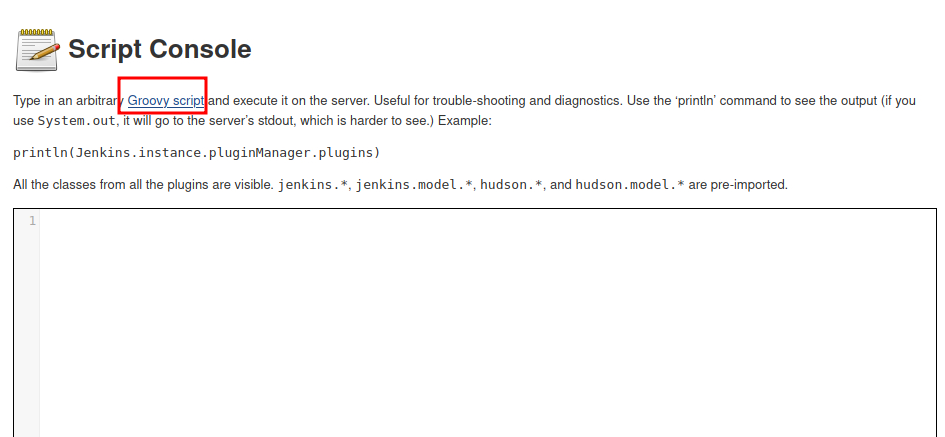 Script Console
Type in an arbitrary Groovy script and execute it on the server. Useful for trouble-shooting and diagnostics. Use the ‘println’ command to see the output (if you
use System.out, it will go to the server’s stdout, which is harder to see.) Example:
println(Jenkins.instance.pluginManager.plugins)
All the classes from all the plugins are visible. jenkins.*, jenkins.model.*, hudson.*, and hudson.model.* are pre-imported.
1